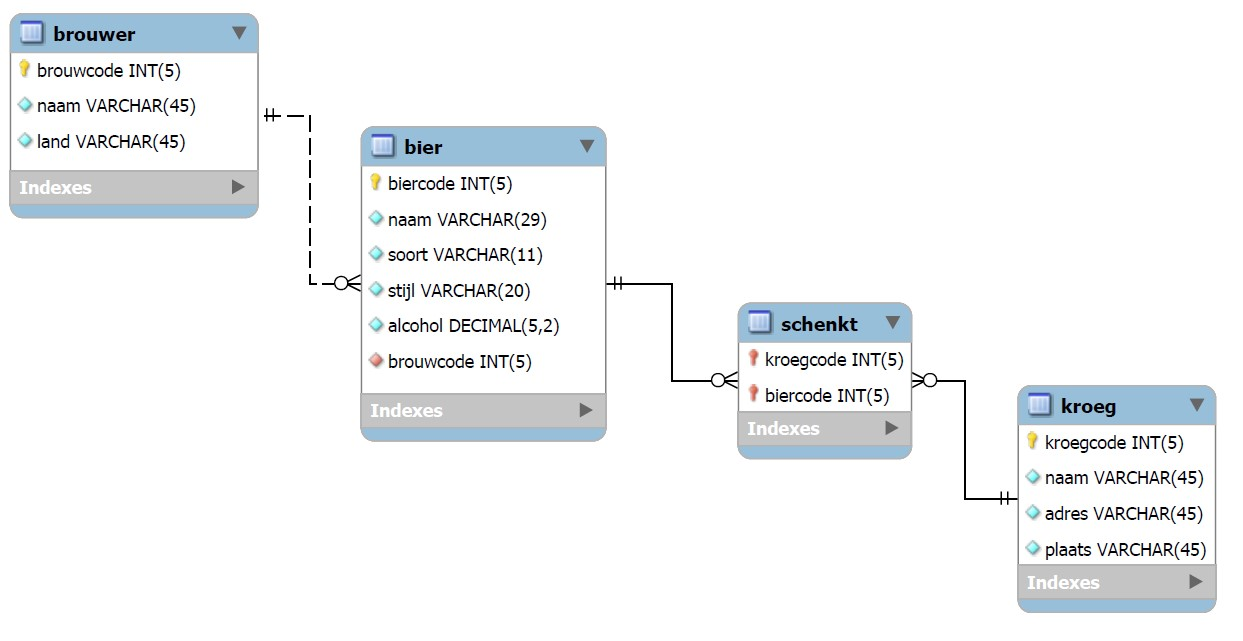 brouwer
brouwcode INT(5)
naam VARCHAR(45)
land VARCHAR(45)
Indexes
bier
biercode INT(5)
naam VARCHAR(29)
soort VARCHAR(11)
stijl VARCHAR(20)
alcohol DECIMAL(5,2)
brouwcode INT(5)
Indexes
schenkt
kroegcode INT(5)
biercode INT(5)
Indexes
kroeg
kroegcode INT(5)
naam VARCHAR(45)
adres VARCHAR(45)
plaats VARCHAR(45)
Indexes